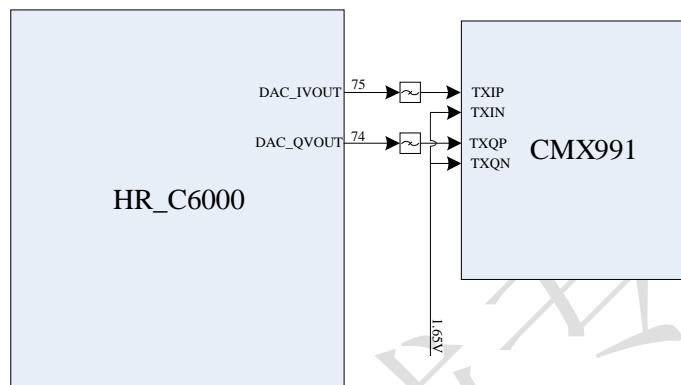 DAC_IVOUT 75 TXIP
TXIN
DAC_QVOUT 74 TXQP
TXQN
HR_C6000
CMX991
1.65V